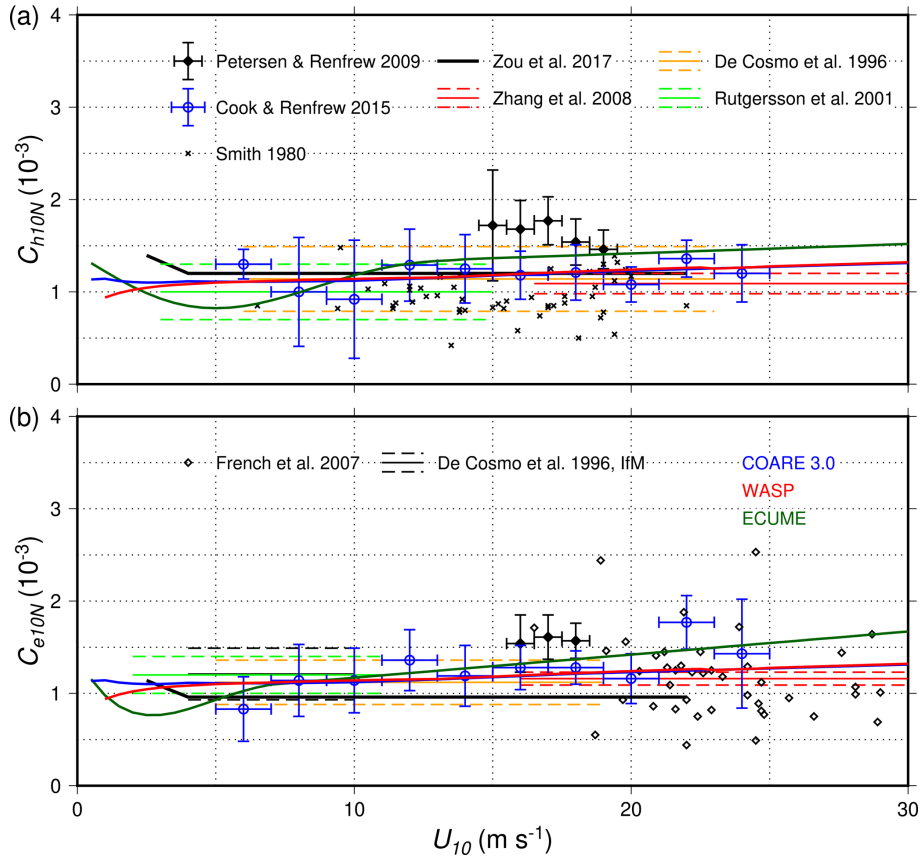 (a)
4
3
2
1
0
C_h10N (10⁻³)
Petersen & Renfrew 2009
Zou et al. 2017
De Cosmo et al. 1996
Cook & Renfrew 2015
Zhang et al. 2008
Rutgersson et al. 2001
Smith 1980
(b)
4
3
2
1
0
C_e10N (10⁻³)
French et al. 2007
De Cosmo et al. 1996, IfM
COARE 3.0
WASP
ECUME
0 10 20 30
U_10 (m s⁻¹)